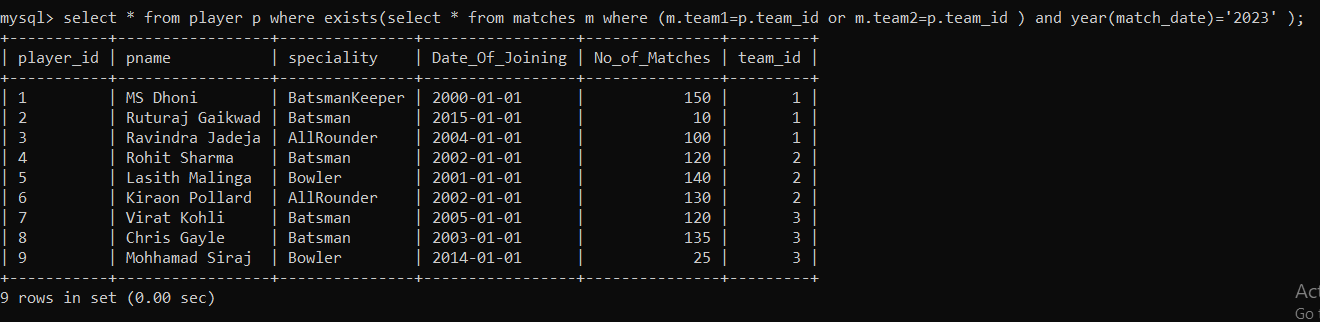 mysql> select * from player p where exists(select * from matches m where (m.team1=p.team_id or m.team2=p.team_id ) and year(match_date)='2023' );
+-----------+------------------+---------------+-----------------+---------------+---------+
| player_id | pname            | speciality    | Date_Of_Joining | No_of_Matches | team_id |
+-----------+------------------+---------------+-----------------+---------------+---------+
| 1         | MS Dhoni         | BatsmanKeeper | 2000-01-01      |           150 |       1 |
| 2         | Ruturaj Gaikwad  | Batsman       | 2015-01-01      |            10 |       1 |
| 3         | Ravindra Jadeja  | AllRounder    | 2004-01-01      |           100 |       1 |
| 4         | Rohit Sharma     | Batsman       | 2002-01-01      |           120 |       2 |
| 5         | Lasith Malinga   | Bowler        | 2001-01-01      |           140 |       2 |
| 6         | Kiraon Pollard   | AllRounder    | 2002-01-01      |           130 |       2 |
| 7         | Virat Kohli      | Batsman       | 2005-01-01      |           120 |       3 |
| 8         | Chris Gayle      | Batsman       | 2003-01-01      |           135 |       3 |
| 9         | Mohhamad Siraj   | Bowler        | 2014-01-01      |            25 |       3 |
+-----------+------------------+---------------+-----------------+---------------+---------+
9 rows in set (0.00 sec)
Act
Go